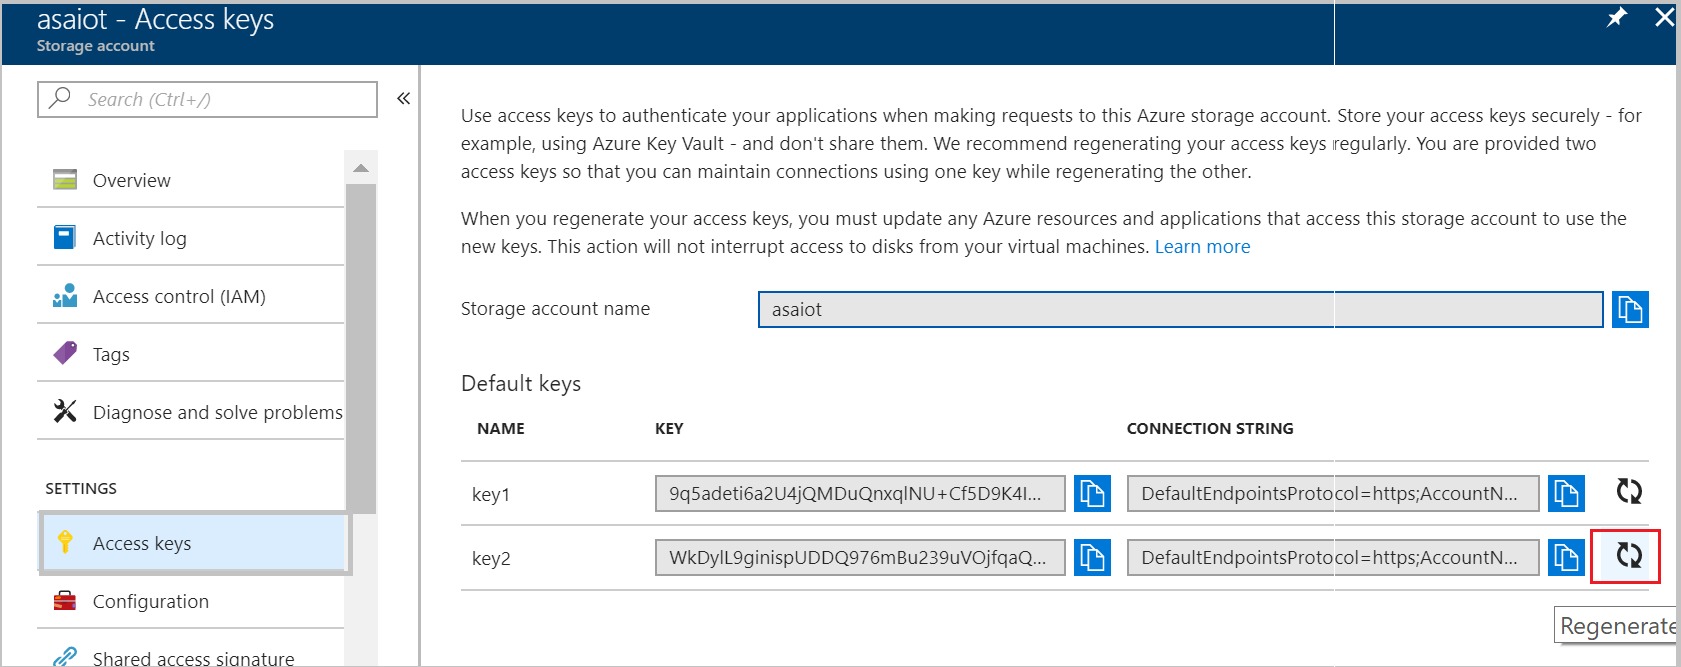 asaiot - Access keys
Storage account
Search (Ctrl+/)
Overview
Activity log
Access control (IAM)
Tags
Diagnose and solve problems
SETTINGS
Access keys
Configuration
Shared access signature
Use access keys to authenticate your applications when making requests to this Azure storage account. Store your access keys securely - for
example, using Azure Key Vault - and don't share them. We recommend regenerating your access keys regularly. You are provided two
access keys so that you can maintain connections using one key while regenerating the other.
When you regenerate your access keys, you must update any Azure resources and applications that access this storage account to use the
new keys. This action will not interrupt access to disks from your virtual machines. Learn more
Storage account name asaiot
Default keys
NAME KEY CONNECTION STRING
key1 9q5adeti6a2U4jQMDuQnxqlNU+Cf5D9K4I... DefaultEndpointsProtocol=https;AccountN...
key2 WkDylL9ginispUDDQ976mBu239uVOjfqaQ... DefaultEndpointsProtocol=https;AccountN...
Regenerate